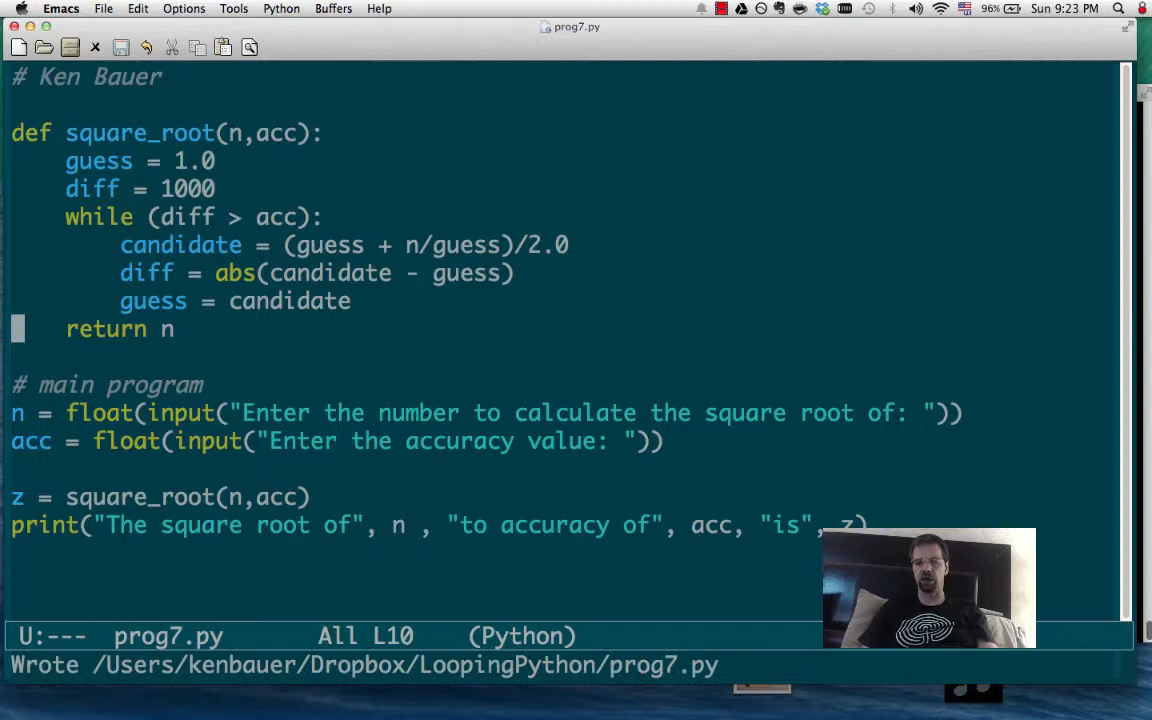 Emacs File Edit Options Tools Python Buffers Help 96% Sun 9:23 PM
prog7.py
# Ken Bauer
def square_root(n,acc):
    guess = 1.0
    diff = 1000
    while (diff > acc):
        candidate = (guess + n/guess)/2.0
        diff = abs(candidate - guess)
        guess = candidate
    return n
# main program
n = float(input("Enter the number to calculate the square root of: "))
acc = float(input("Enter the accuracy value: "))
z = square_root(n,acc)
print("The square root of", n , "to accuracy of", acc, "is", z)
U:--- prog7.py All L10 (Python)
Wrote /Users/kenbauer/Dropbox/LoopingPython/prog7.py